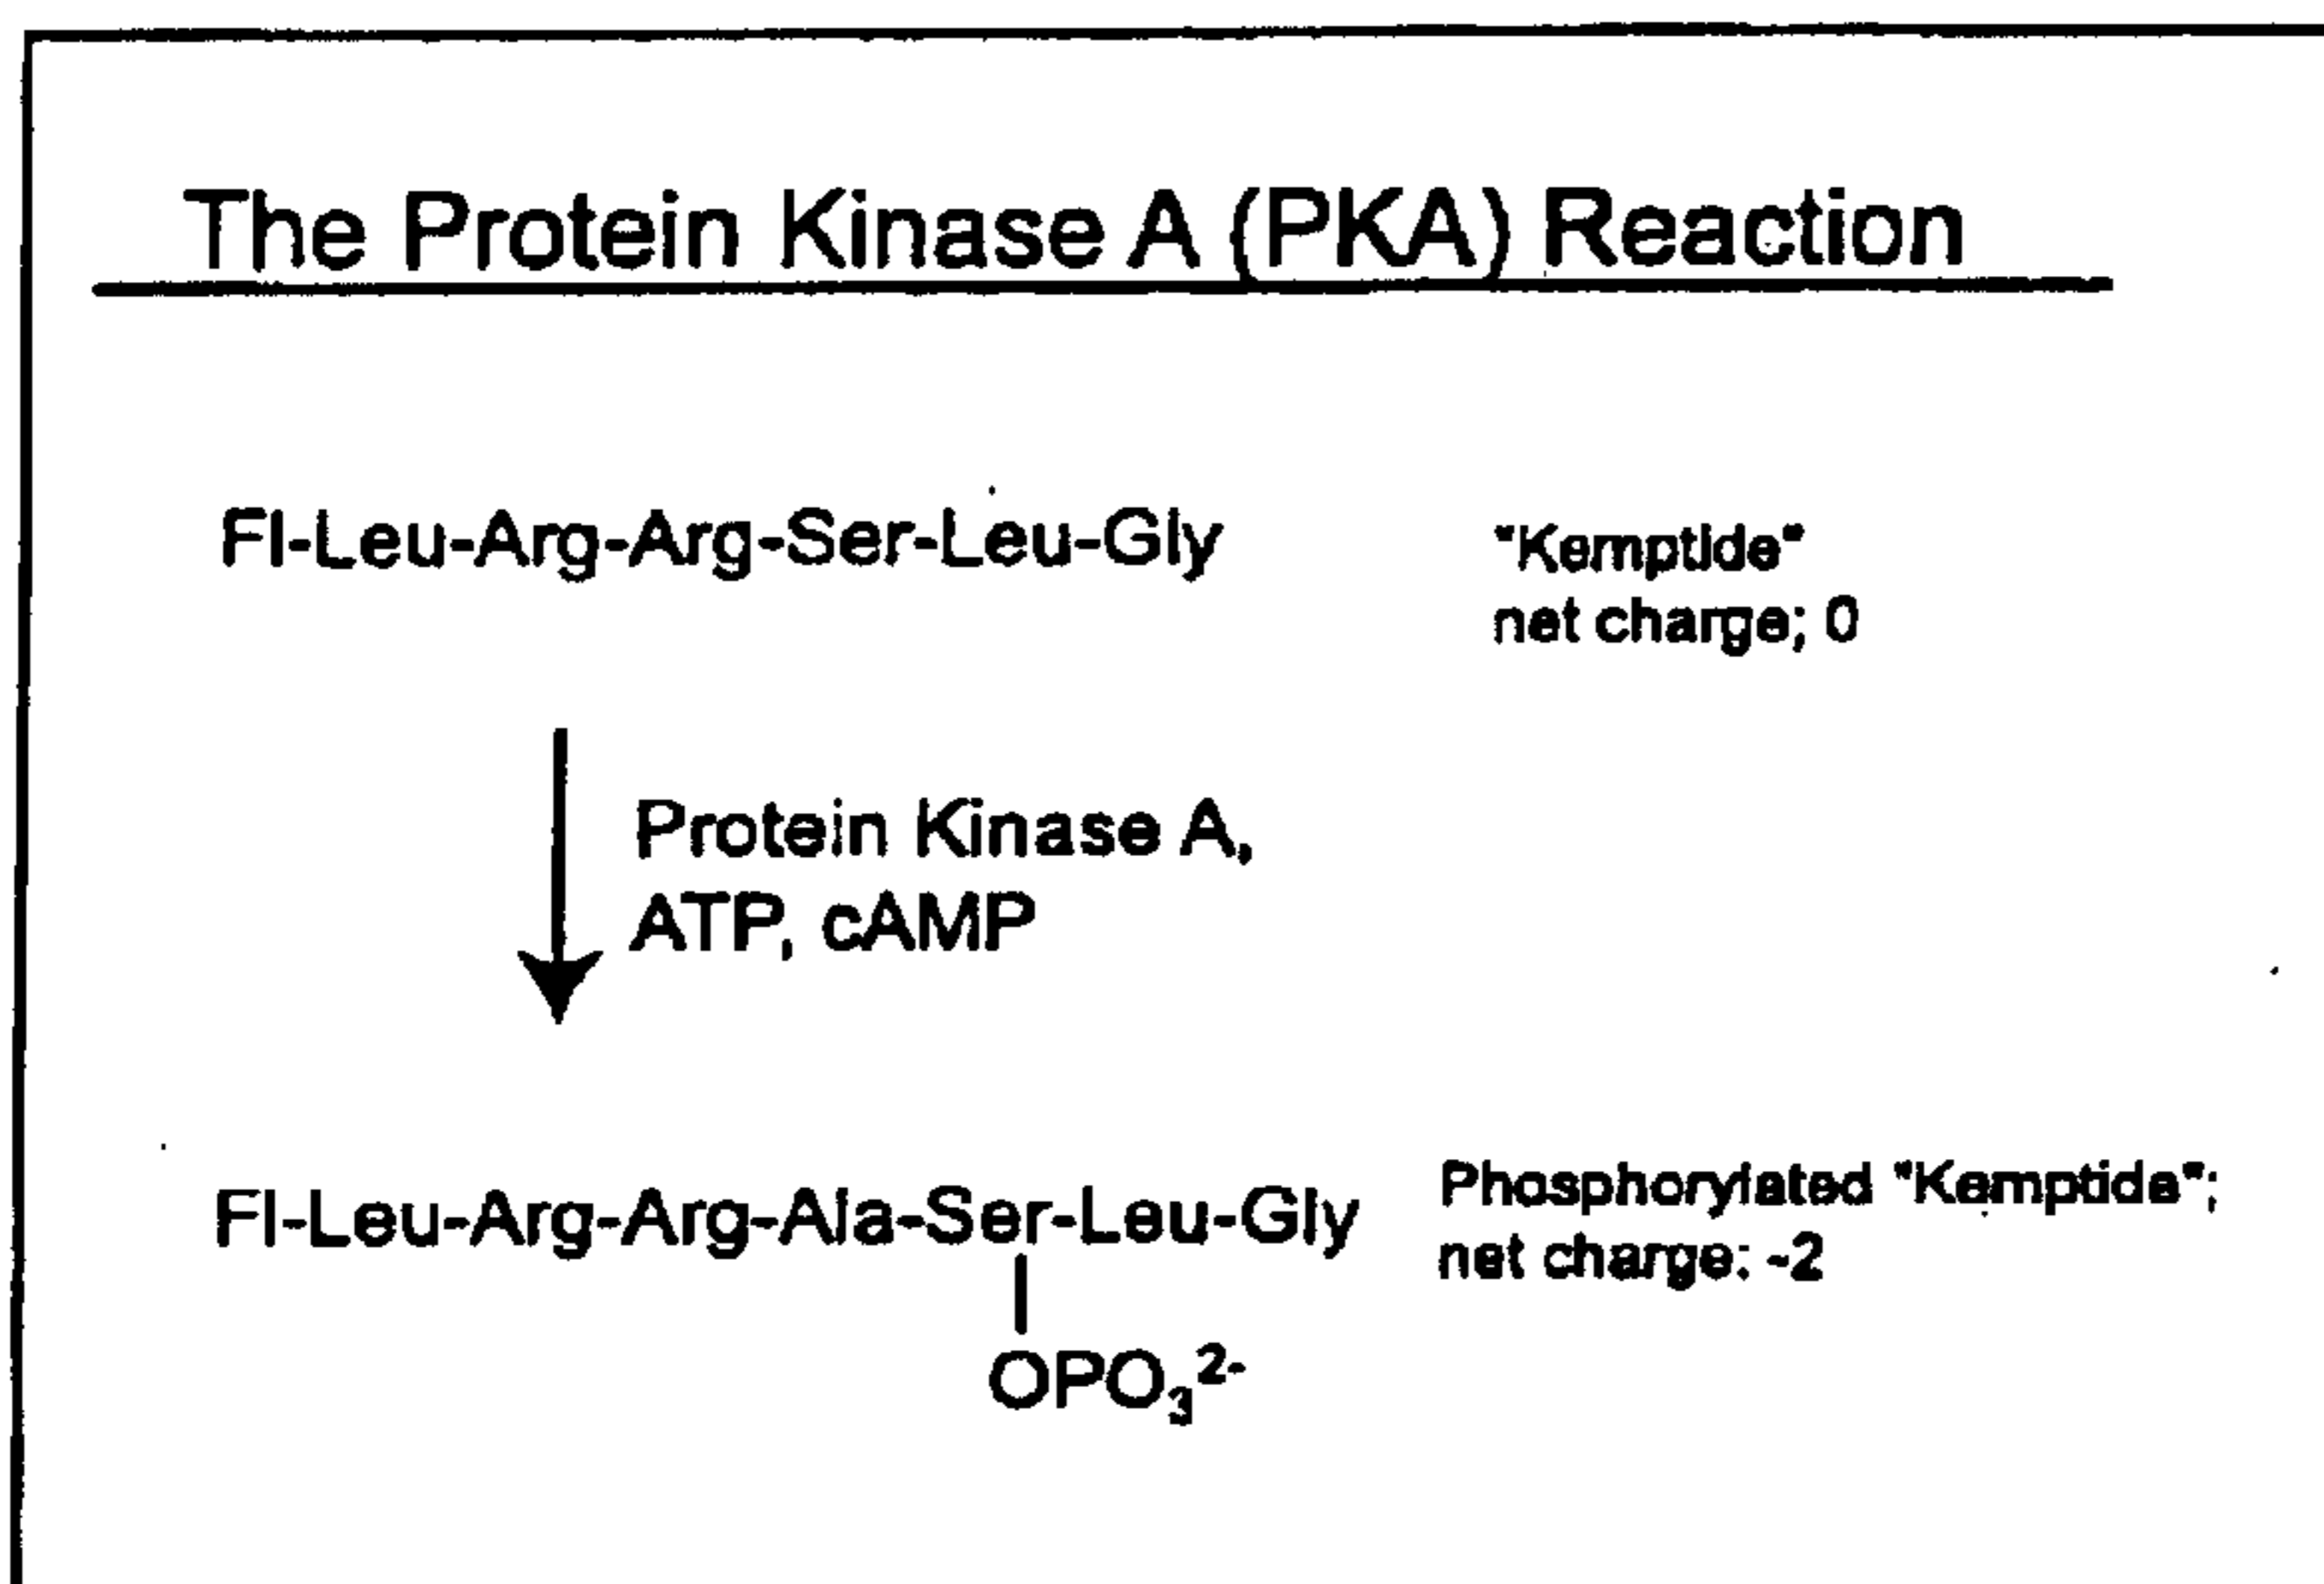 The Protein Kinase A (PKA) Reaction
Fl-Leu-Arg-Arg-Ser-Leu-Gly
"Kemptide"
net charge; 0
Protein Kinase A,
ATP, cAMP
Fl-Leu-Arg-Arg-Ala-Ser-Leu-Gly
Phosphorylated "Kemptide";
net charge: -2
OPO₃²⁻